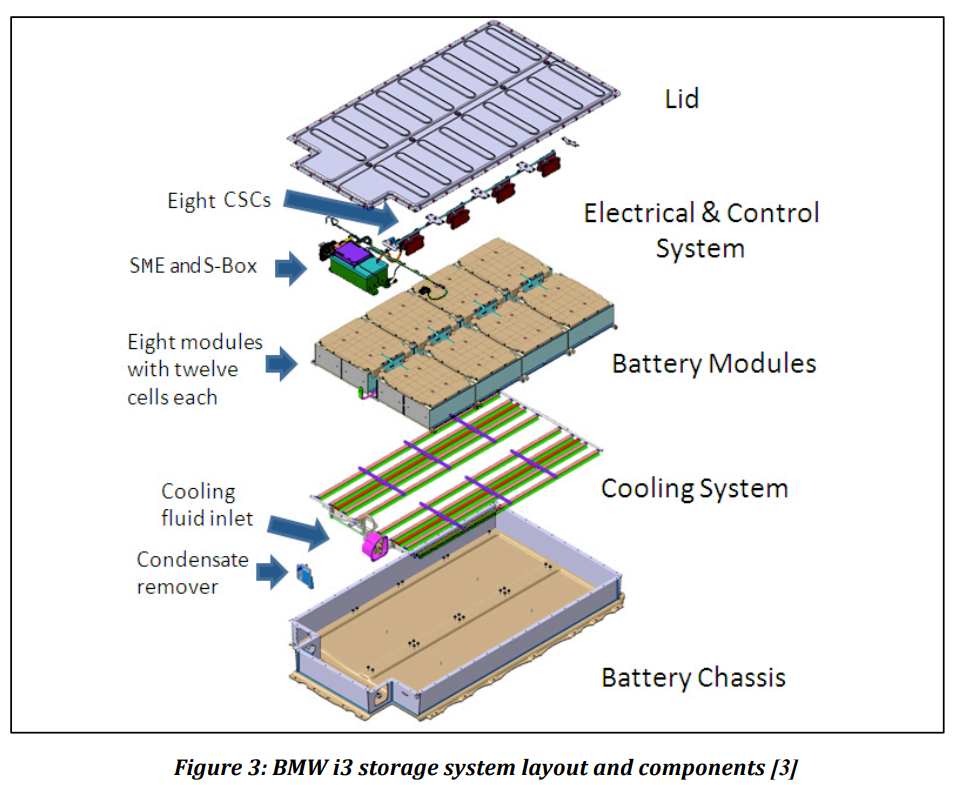 Lid
Eight CSCs
Electrical & Control
System
SME and S-Box
Eight modules
with twelve
cells each
Battery Modules
Cooling System
Cooling
fluid inlet
Condensate
remover
Battery Chassis
Figure 3: BMW i3 storage system layout and components [3]